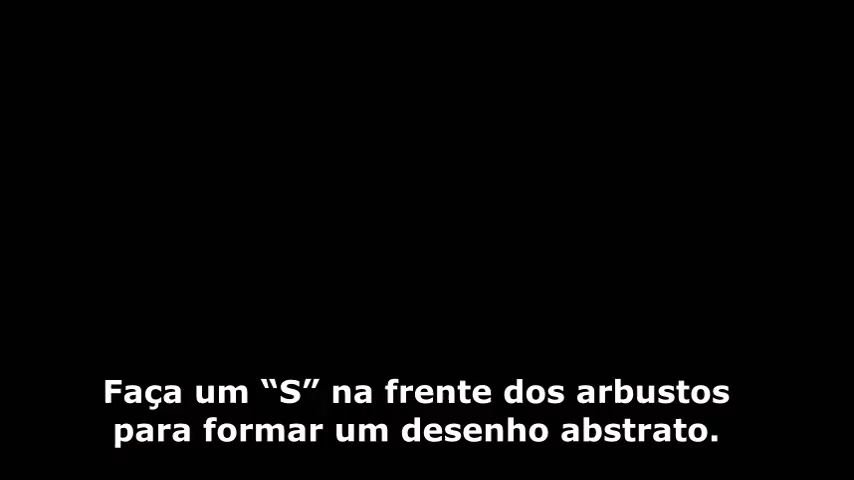 Faça um “S” na frente dos arbustos
para formar um desenho abstrato.